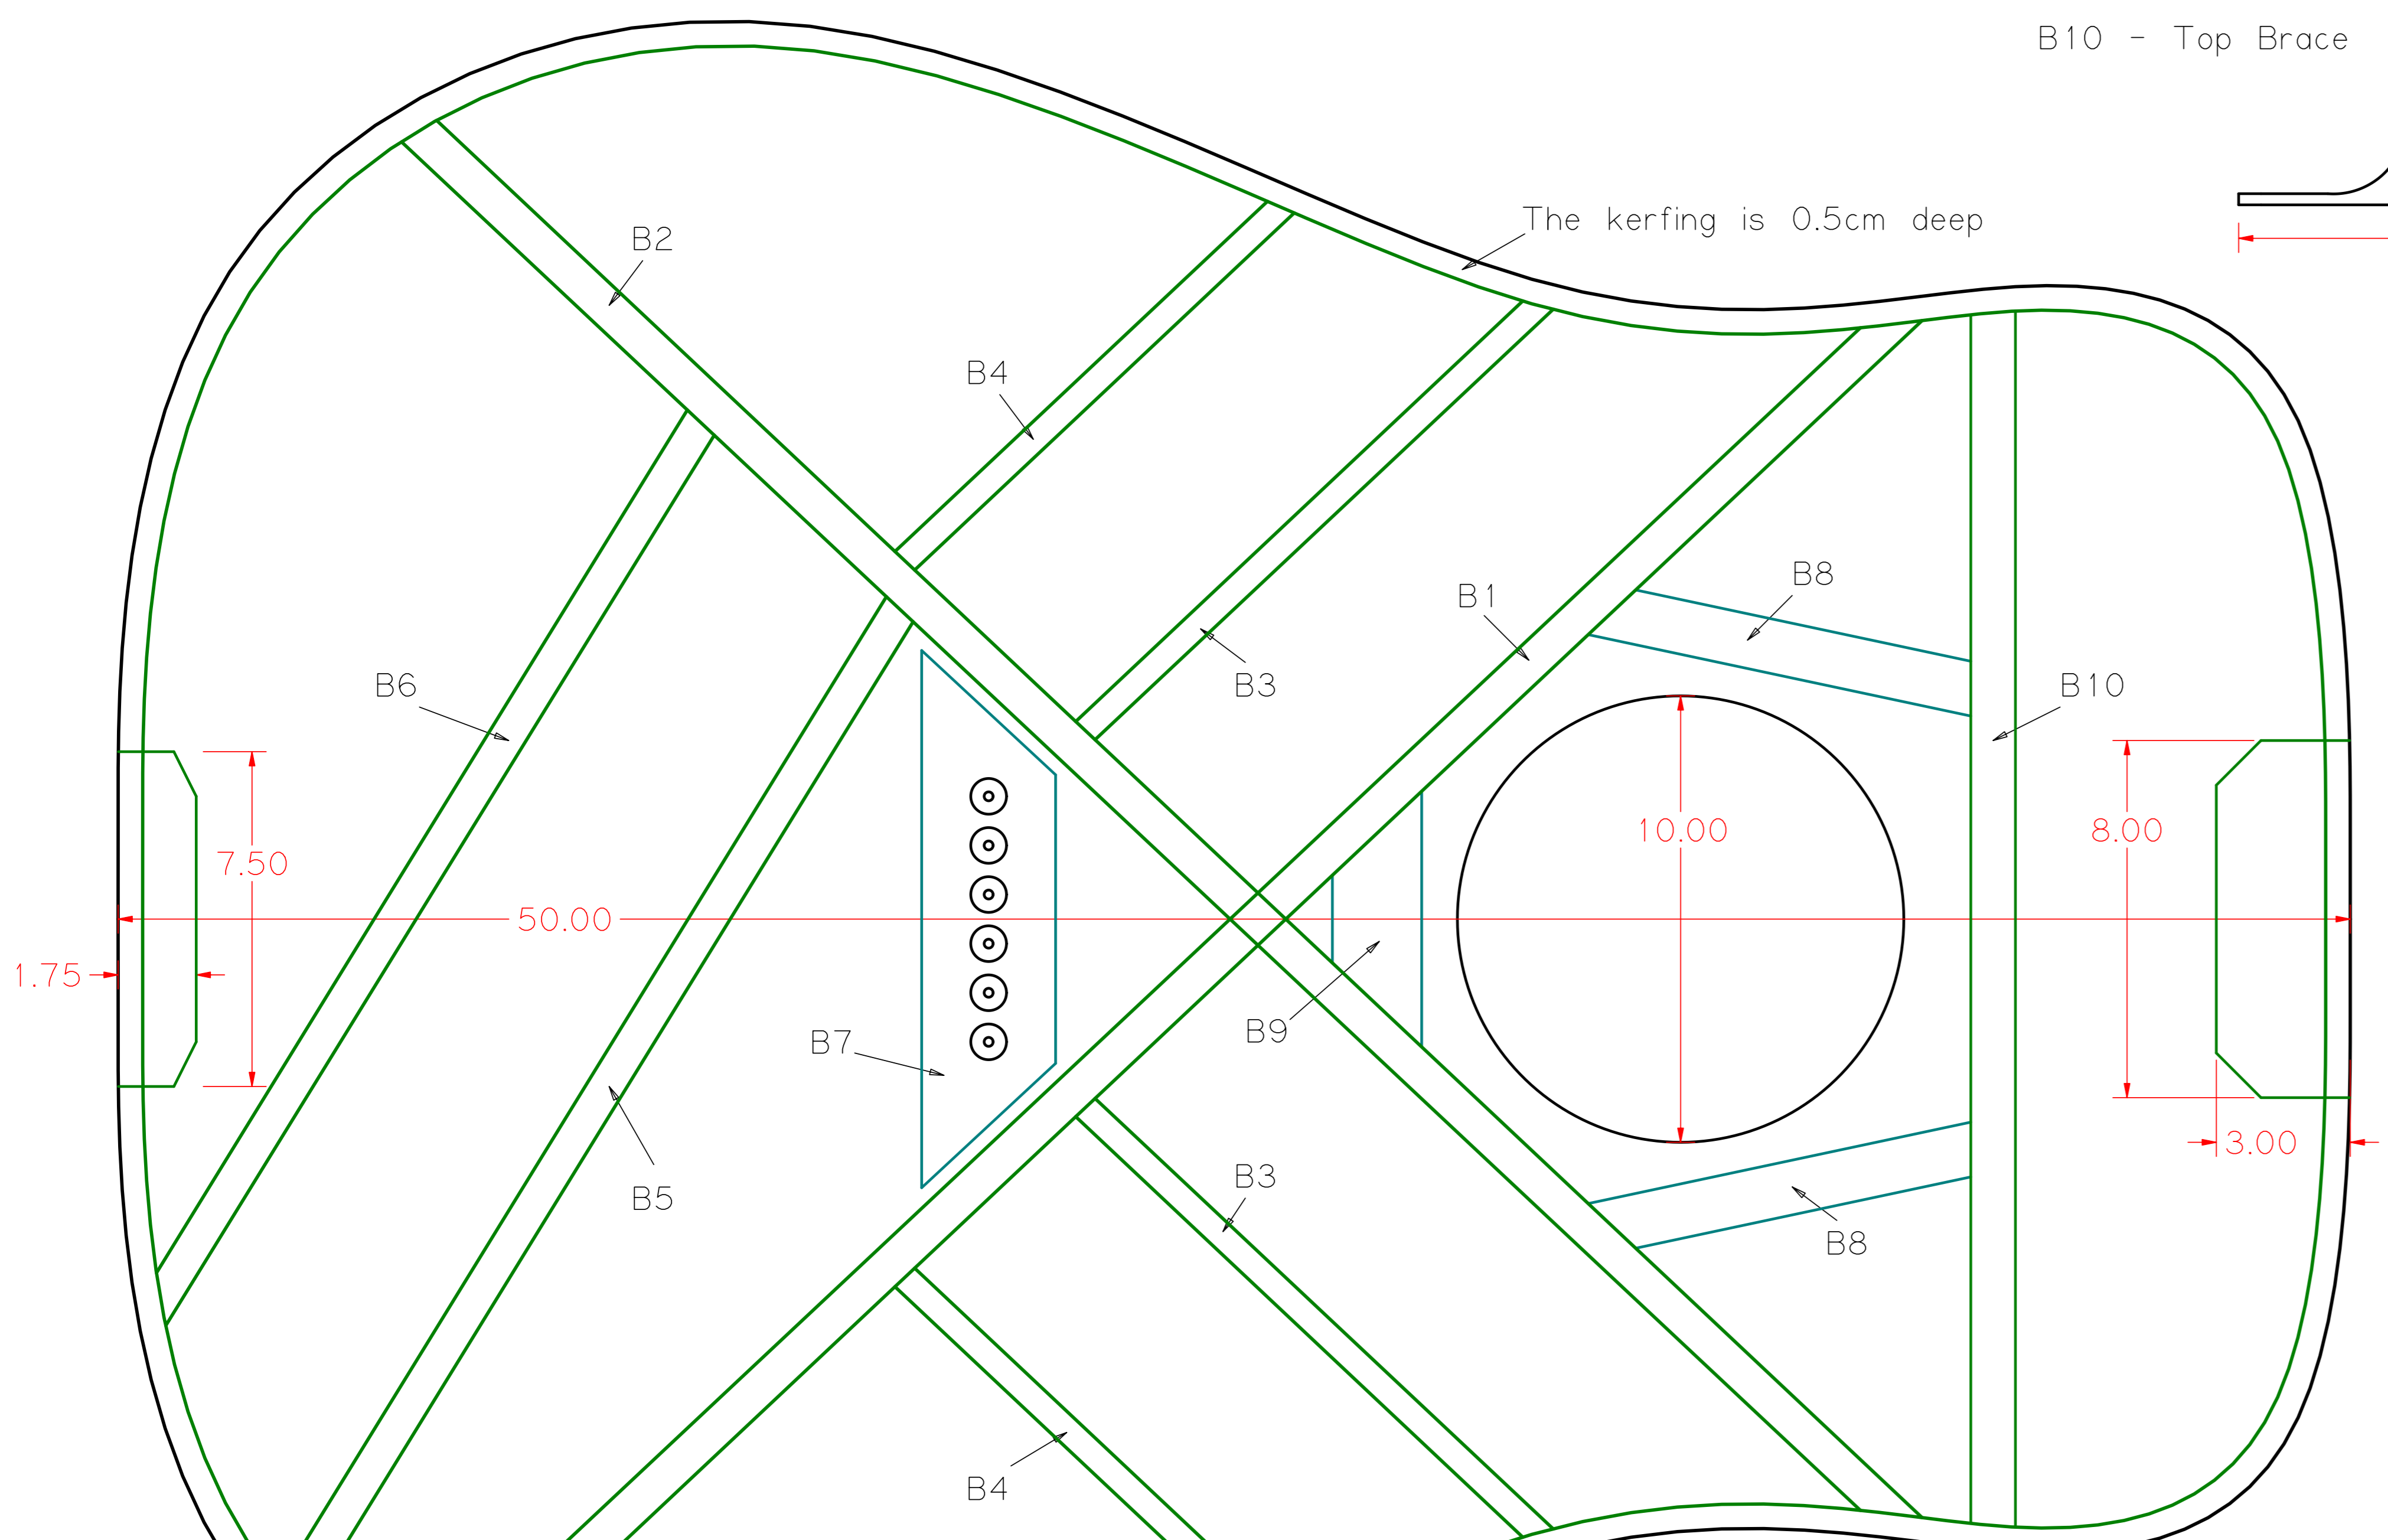 B10 - Top Brace
The kerfing is 0.5cm deep
B2
B4
B8
B1
B6
B3
B10
10.00
8.00
7.50
50.00
1.75
B9
B7
3.00
B3
B5
B8
B4